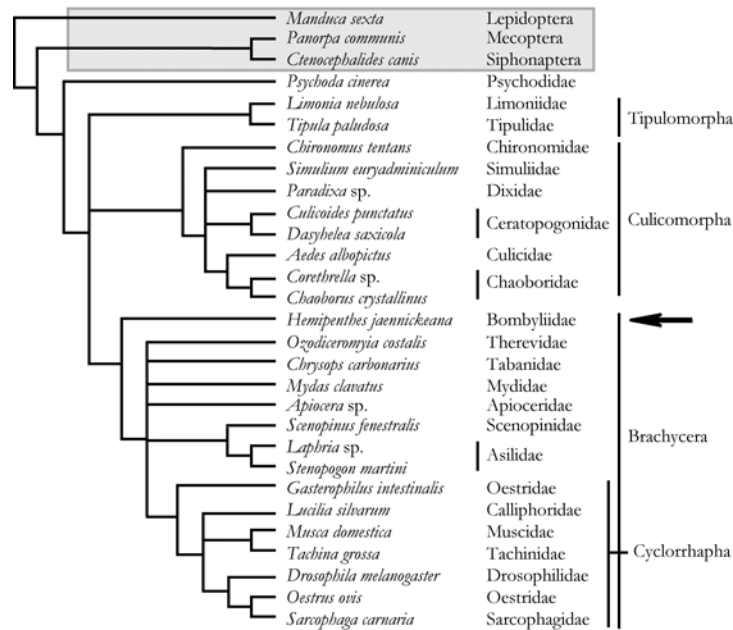 Manduca sexta Lepidoptera
Panorpa communis Mecoptera
Ctenocephalides canis Siphonaptera
Psychoda cinerea Psychodidae
Limonia nebulosa Limoniidae
Tipulomorpha
Tipula paludosa Tipulidae
Chironomus tentans Chironomidae
Simulium euryadminiculum Simuliidae
Paradixa sp. Dixidae
Culicoides punctatus
Ceratopogonidae Culicomorpha
Dasyhelea saxicola
Aedes albopictus Culicidae
Corethrella sp.
Chaoboridae
Chaoborus crystallinus
Hemipenthes jaennickeana Bombyliidae
Ozodiceromyia costalis Therevidae
Chrysops carbonarius Tabanidae
Mydas clavatus Mydidae
Apiocera sp. Apioceridae
Scenopinus fenestralis Scenopinidae
Brachycera
Laphria sp.
Asilidae
Stenopogon martini
Gasterophilus intestinalis Oestridae
Lucilia silvarum Calliphoridae
Musca domestica Muscidae
Tachina grossa Tachinidae Cyclorrhapha
Drosophila melanogaster Drosophilidae
Oestrus ovis Oestridae
Sarcophaga carnaria Sarcophagidae